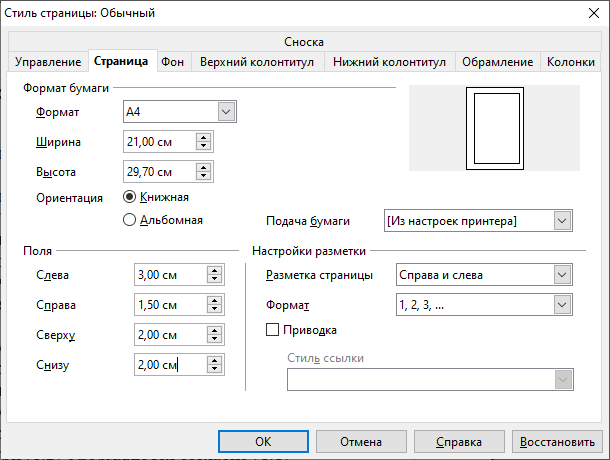 Стиль страницы: Обычный
Сноска
Управление Страница Фон Верхний колонтитул Нижний колонтитул Обрамление Колонки
Формат бумаги
Формат A4
Ширина 21,00 см
Высота 29,70 см
Ориентация Книжная
Альбомная Подача бумаги [Из настроек принтера]
Поля Настройки разметки
Слева 3,00 см Разметка страницы Справа и слева
Справа 1,50 см Формат 1, 2, 3, ...
Сверху 2,00 см Приводка
Снизу 2,00 см Стиль ссылки
OK Отмена Справка Восстановить